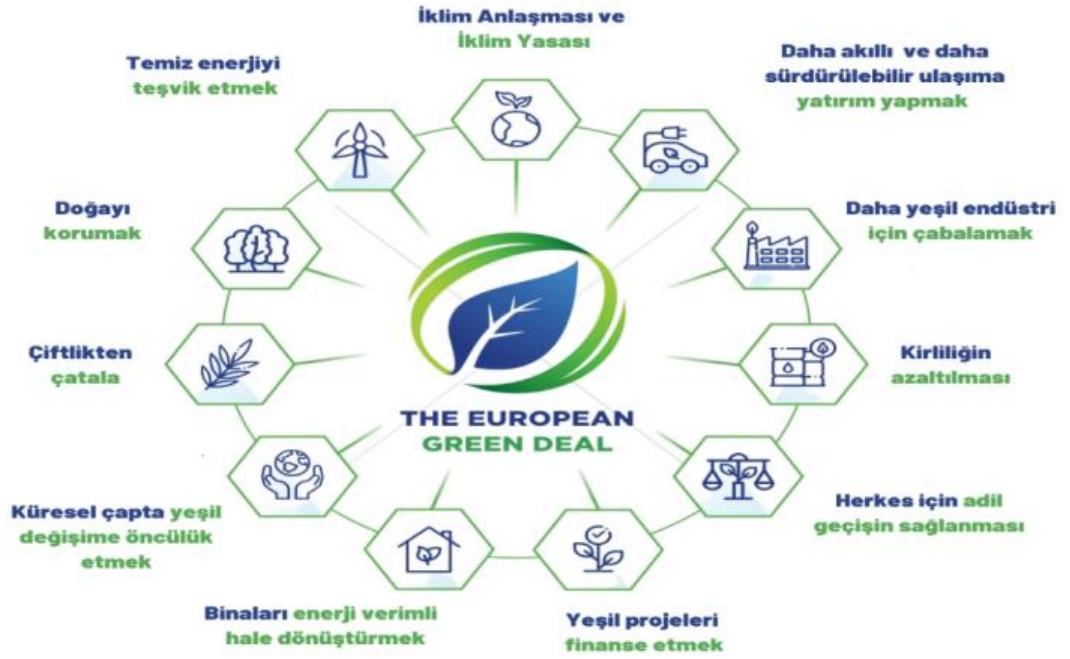 İklim Anlaşması ve
İklim Yasası
Daha akıllı ve daha
sürdürülebilir ulaşıma
yatırım yapmak
Temiz enerjiyi
teşvik etmek
Doğayı
korumak
Daha yeşil endüstri
için çabalamak
Çiftlikten
çatala
Kirliliğin
azaltılması
THE EUROPEAN
GREEN DEAL
Küresel çapta yeşil
değişime öncülük
etmek
Herkes için adil
geçişin sağlanması
Binaları enerji verimli
hale dönüştürmek
Yeşil projeleri
finanse etmek